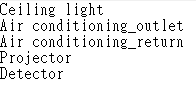 Ceiling light
Air conditioning_outlet
Air conditioning_return
Projector
Detector